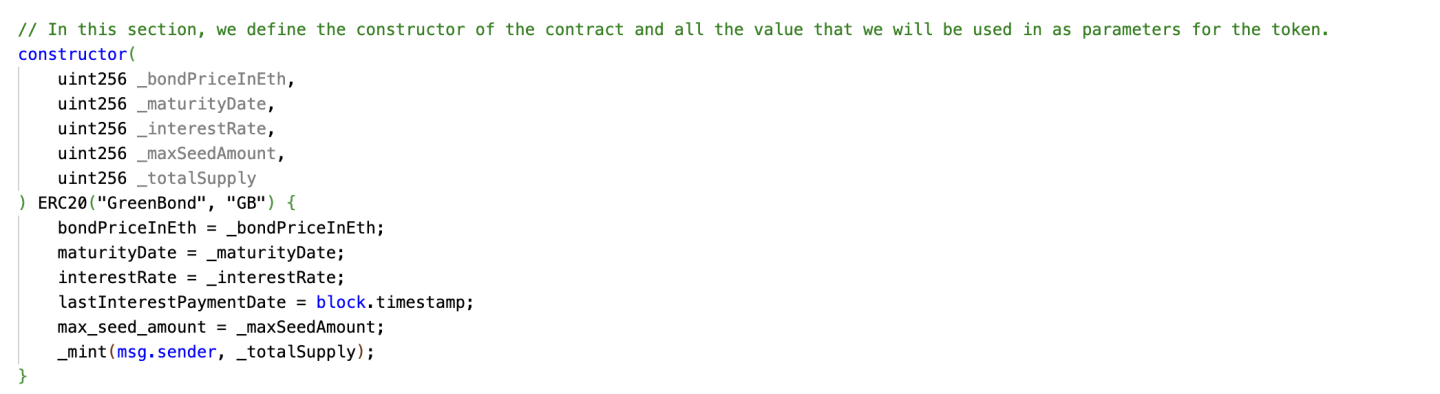 // In this section, we define the constructor of the contract and all the value that we will be used in as parameters for the token.
constructor(
    uint256 _bondPriceInEth,
    uint256 _maturityDate,
    uint256 _interestRate,
    uint256 _maxSeedAmount,
    uint256 _totalSupply
) ERC20("GreenBond", "GB") {
    bondPriceInEth = _bondPriceInEth;
    maturityDate = _maturityDate;
    interestRate = _interestRate;
    lastInterestPaymentDate = block.timestamp;
    max_seed_amount = _maxSeedAmount;
    _mint(msg.sender, _totalSupply);
}